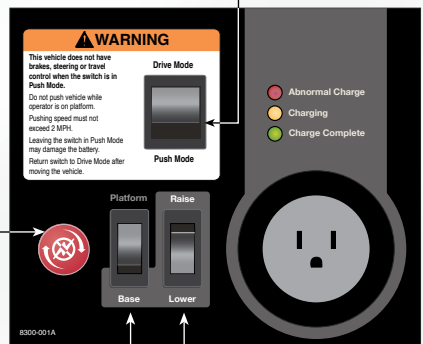 WARNING
This vehicle does not have
brakes, steering or travel
control when the switch is in
Push Mode.
Do not push vehicle while
operator is on platform.
Pushing speed must not
exceed 2 MPH.
Leaving the switch in Push Mode
may damage the battery.
Return switch to Drive Mode after
moving the vehicle.
Drive Mode
Push Mode
Abnormal Charge
Charging
Charge Complete
Platform
Base
Raise
Lower
8300-001A